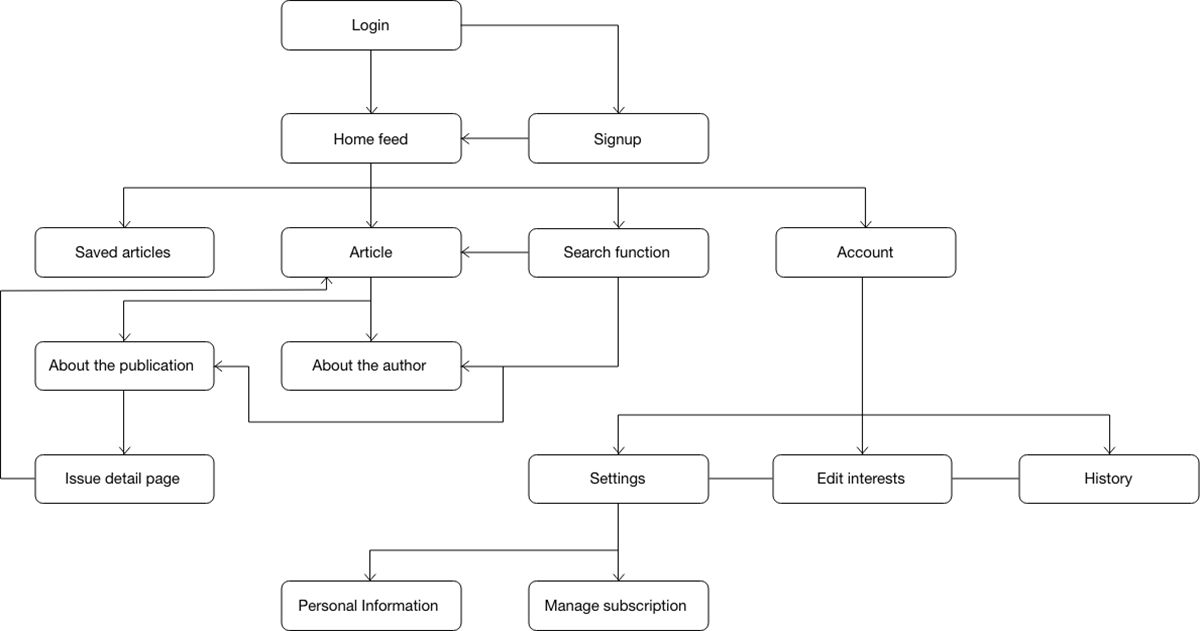 Login
Home feed
Signup
Saved articles
Article
Search function
Account
About the publication
About the author
Issue detail page
Settings
Edit interests
History
Personal Information
Manage subscription